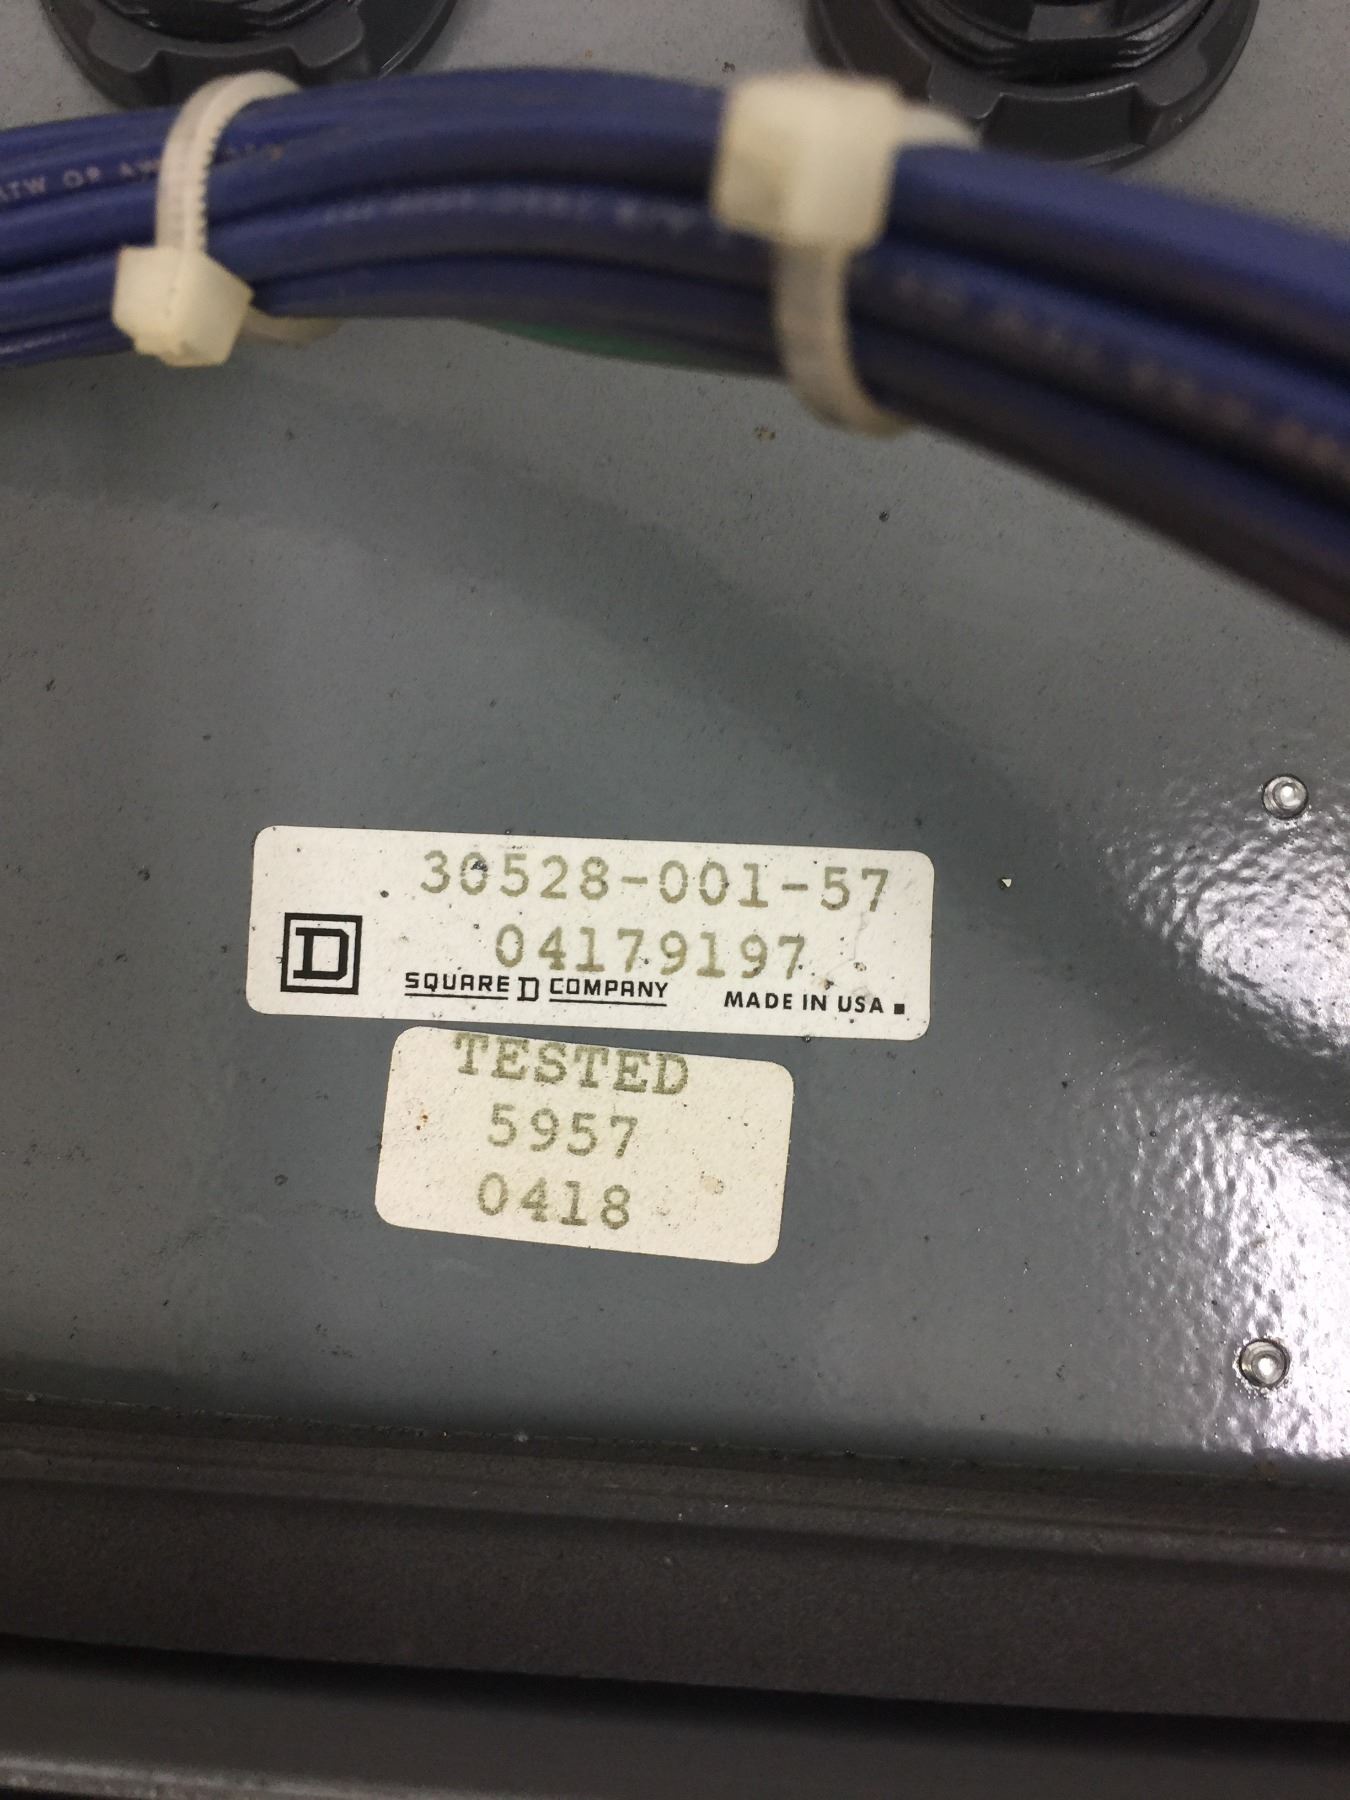 30528-001-57
04179197
D
SQUARE D COMPANY
MADE IN USA
TESTED
5957
0418